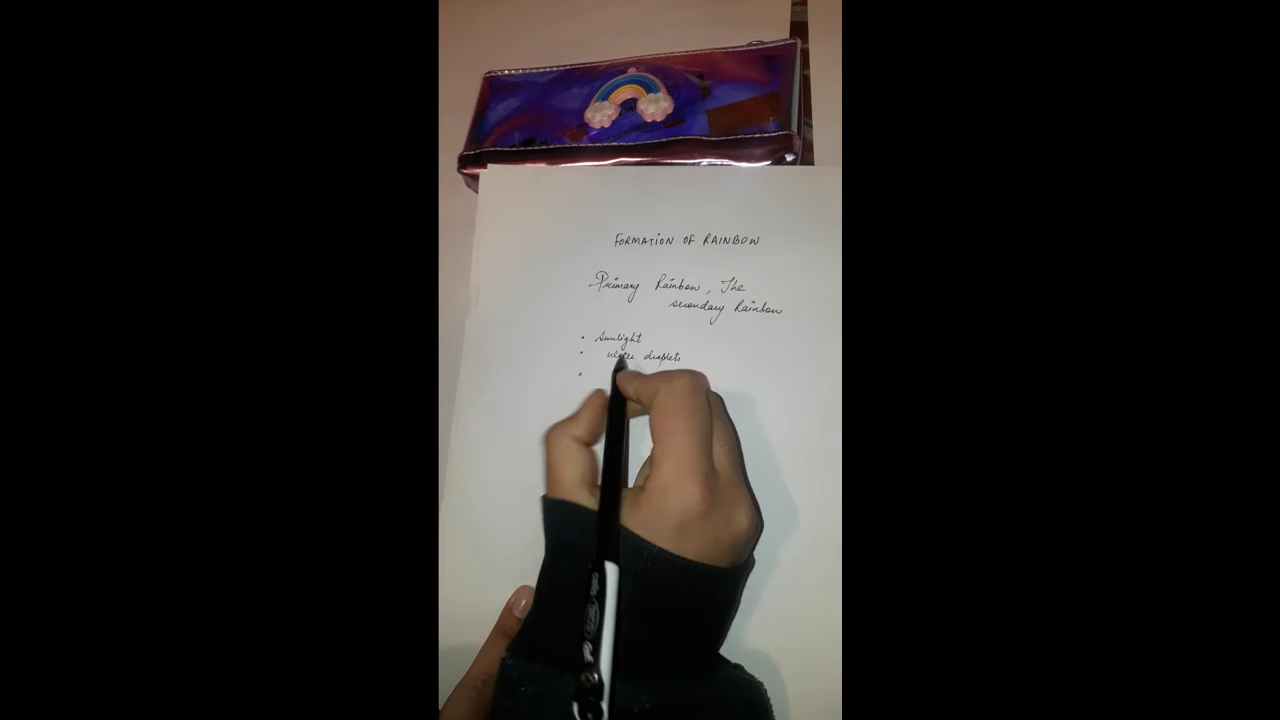 FORMATION OF RAINBOW
Primary Rainbow, The
secondary Rainbow
• Sunlight
• water droplets
•